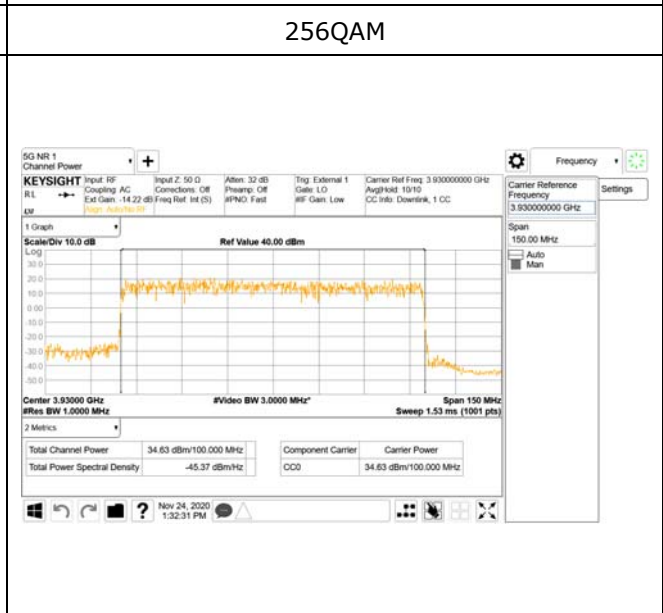 256QAM
5G NR 1
Channel Power
Frequency
KEYSIGHT
RL
Input: RF
Coupling: AC
Ext Gain: -14.22 dB
Align: Auto/No RF
Input Z: 50 Ω
Corrections: Off
Freq Ref: Int (S)
Atten: 32 dB
Preamp: Off
#PNO: Fast
Trig: External 1
Gate: LO
#IF Gain: Low
Carrier Ref Freq: 3.930000000 GHz
Avg|Hold: 10/10
CC Info: Downlink, 1 CC
Carrier Reference
Frequency
3.930000000 GHz
Settings
Span
150.00 MHz
Auto
Man
1 Graph
Scale/Div 10.0 dB
Ref Value 40.00 dBm
Log
30.0
20.0
10.0
0.00
-10.0
-20.0
-30.0
-40.0
-50.0
Center 3.93000 GHz
#Video BW 3.0000 MHz*
Span 150 MHz
#Res BW 1.0000 MHz
Sweep 1.53 ms (1001 pts)
2 Metrics
Total Channel Power 34.63 dBm/100.000 MHz
Total Power Spectral Density -45.37 dBm/Hz
Component Carrier Carrier Power
CC0 34.63 dBm/100.000 MHz
?
Nov 24, 2020
1:32:31 PM